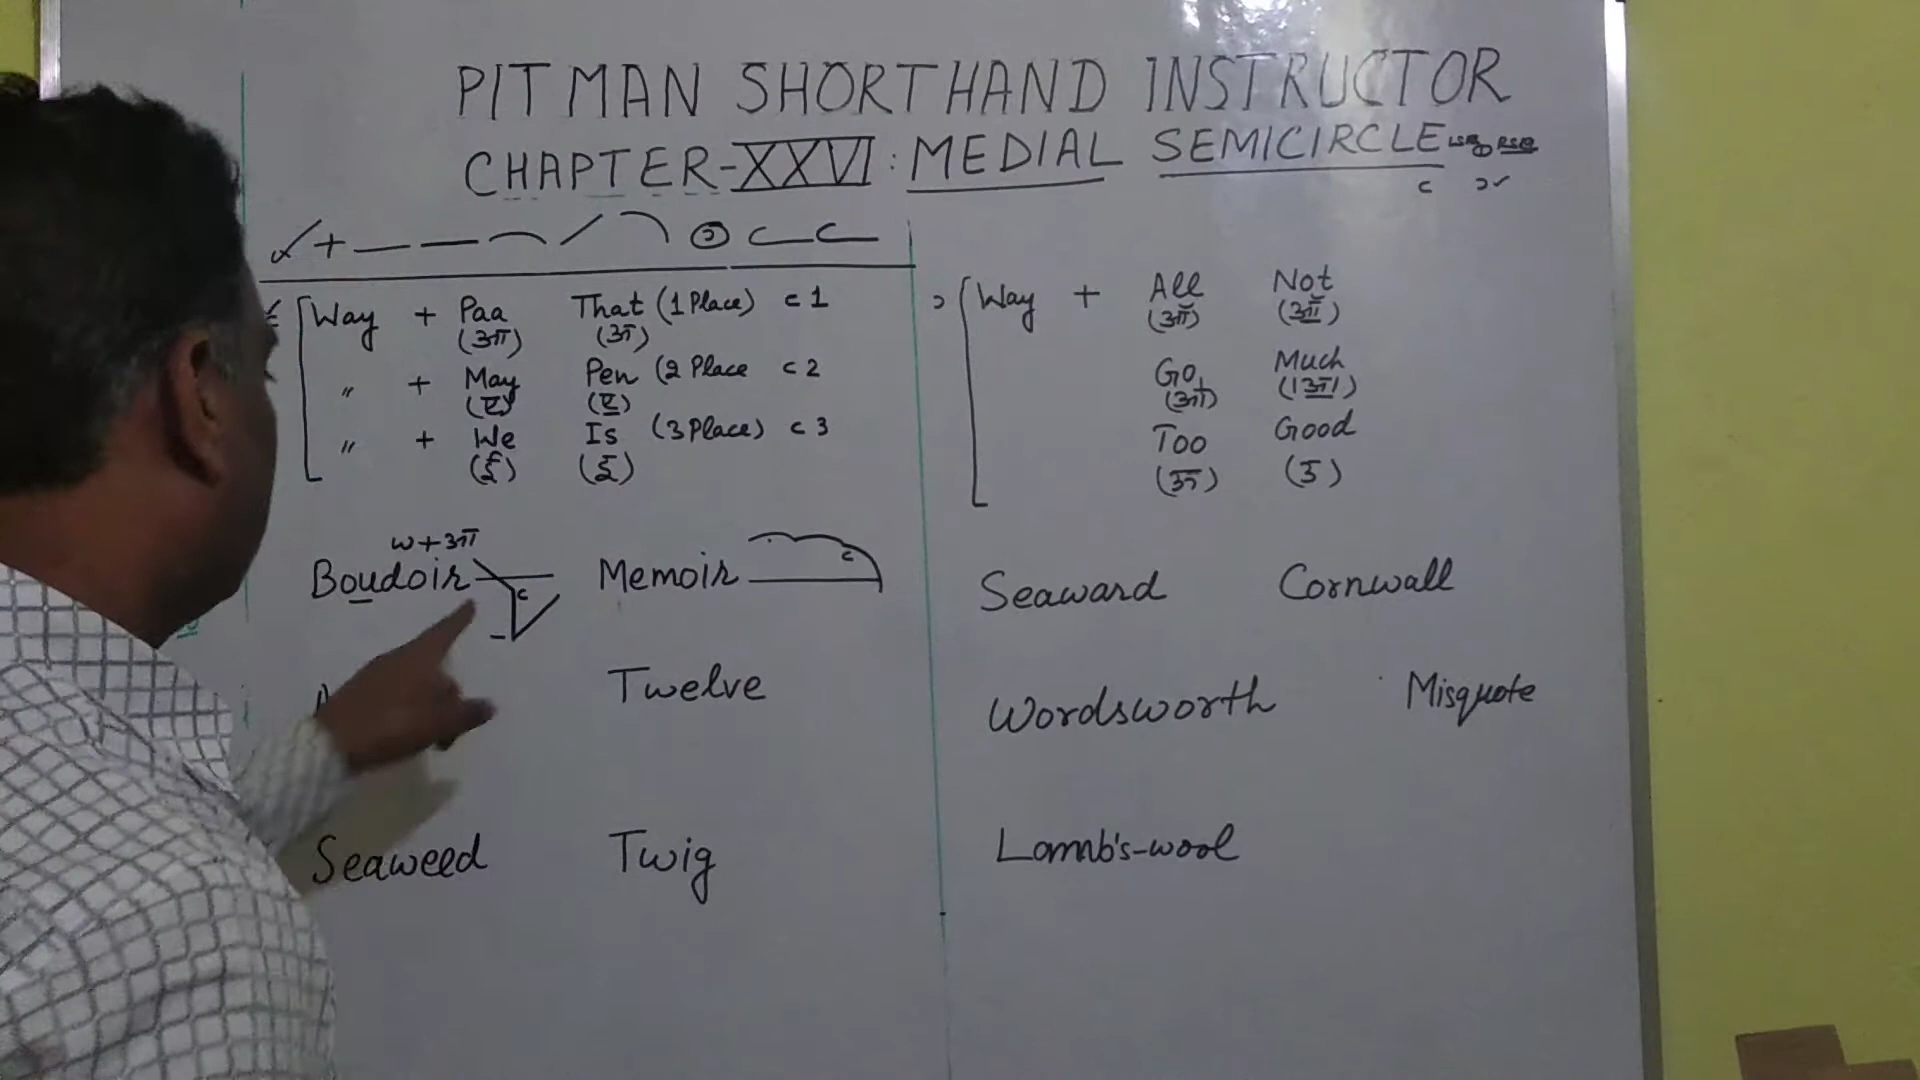 PITMAN SHORTHAND INSTRUCTOR
CHAPTER-XXVI : MEDIAL SEMICIRCLE
Way + Paa That (1 Place) c 1
(आ) (अ)
" + May Pen (2 Place c 2
(ए) (ऍ)
" + We Is (3 Place) c 3
(ई) (इ)
Way + All Not
(ऑ) (ऑ)
Go Much
(ओ) (अ)
Too Good
(ऊ) (उ)
w + आ
Boudoir Memoir
Twelve
Seaweed Twig
Seaward Cornwall
Wordsworth Misquote
Lamb's-wool